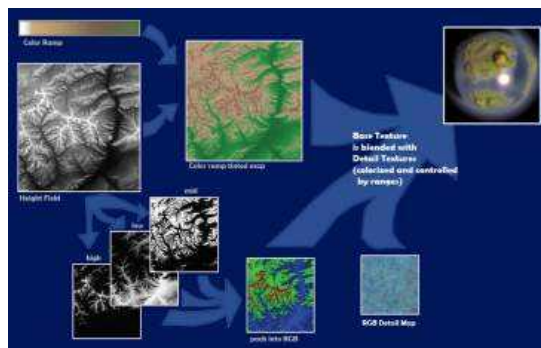 Color Ramp
Color ramp tinted map
Height Field
Base Texture
is blended with
Detail Textures
(colorized and controlled
by ranges)
mid
low
high
pack into RGB
RGB Detail Map